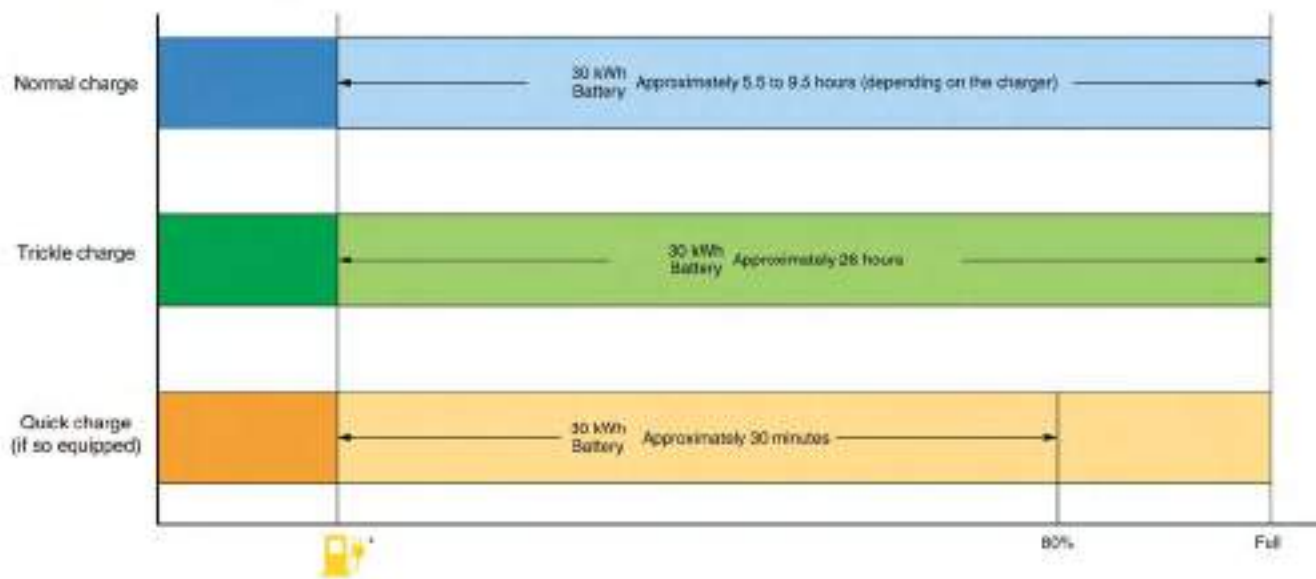 Normal charge
30 kWh
Battery
Approximately 5.5 to 9.5 hours (depending on the charger)
Trickle charge
30 kWh
Battery
Approximately 26 hours
Quick charge
(if so equipped)
30 kWh
Battery
Approximately 30 minutes
*
80%
Full